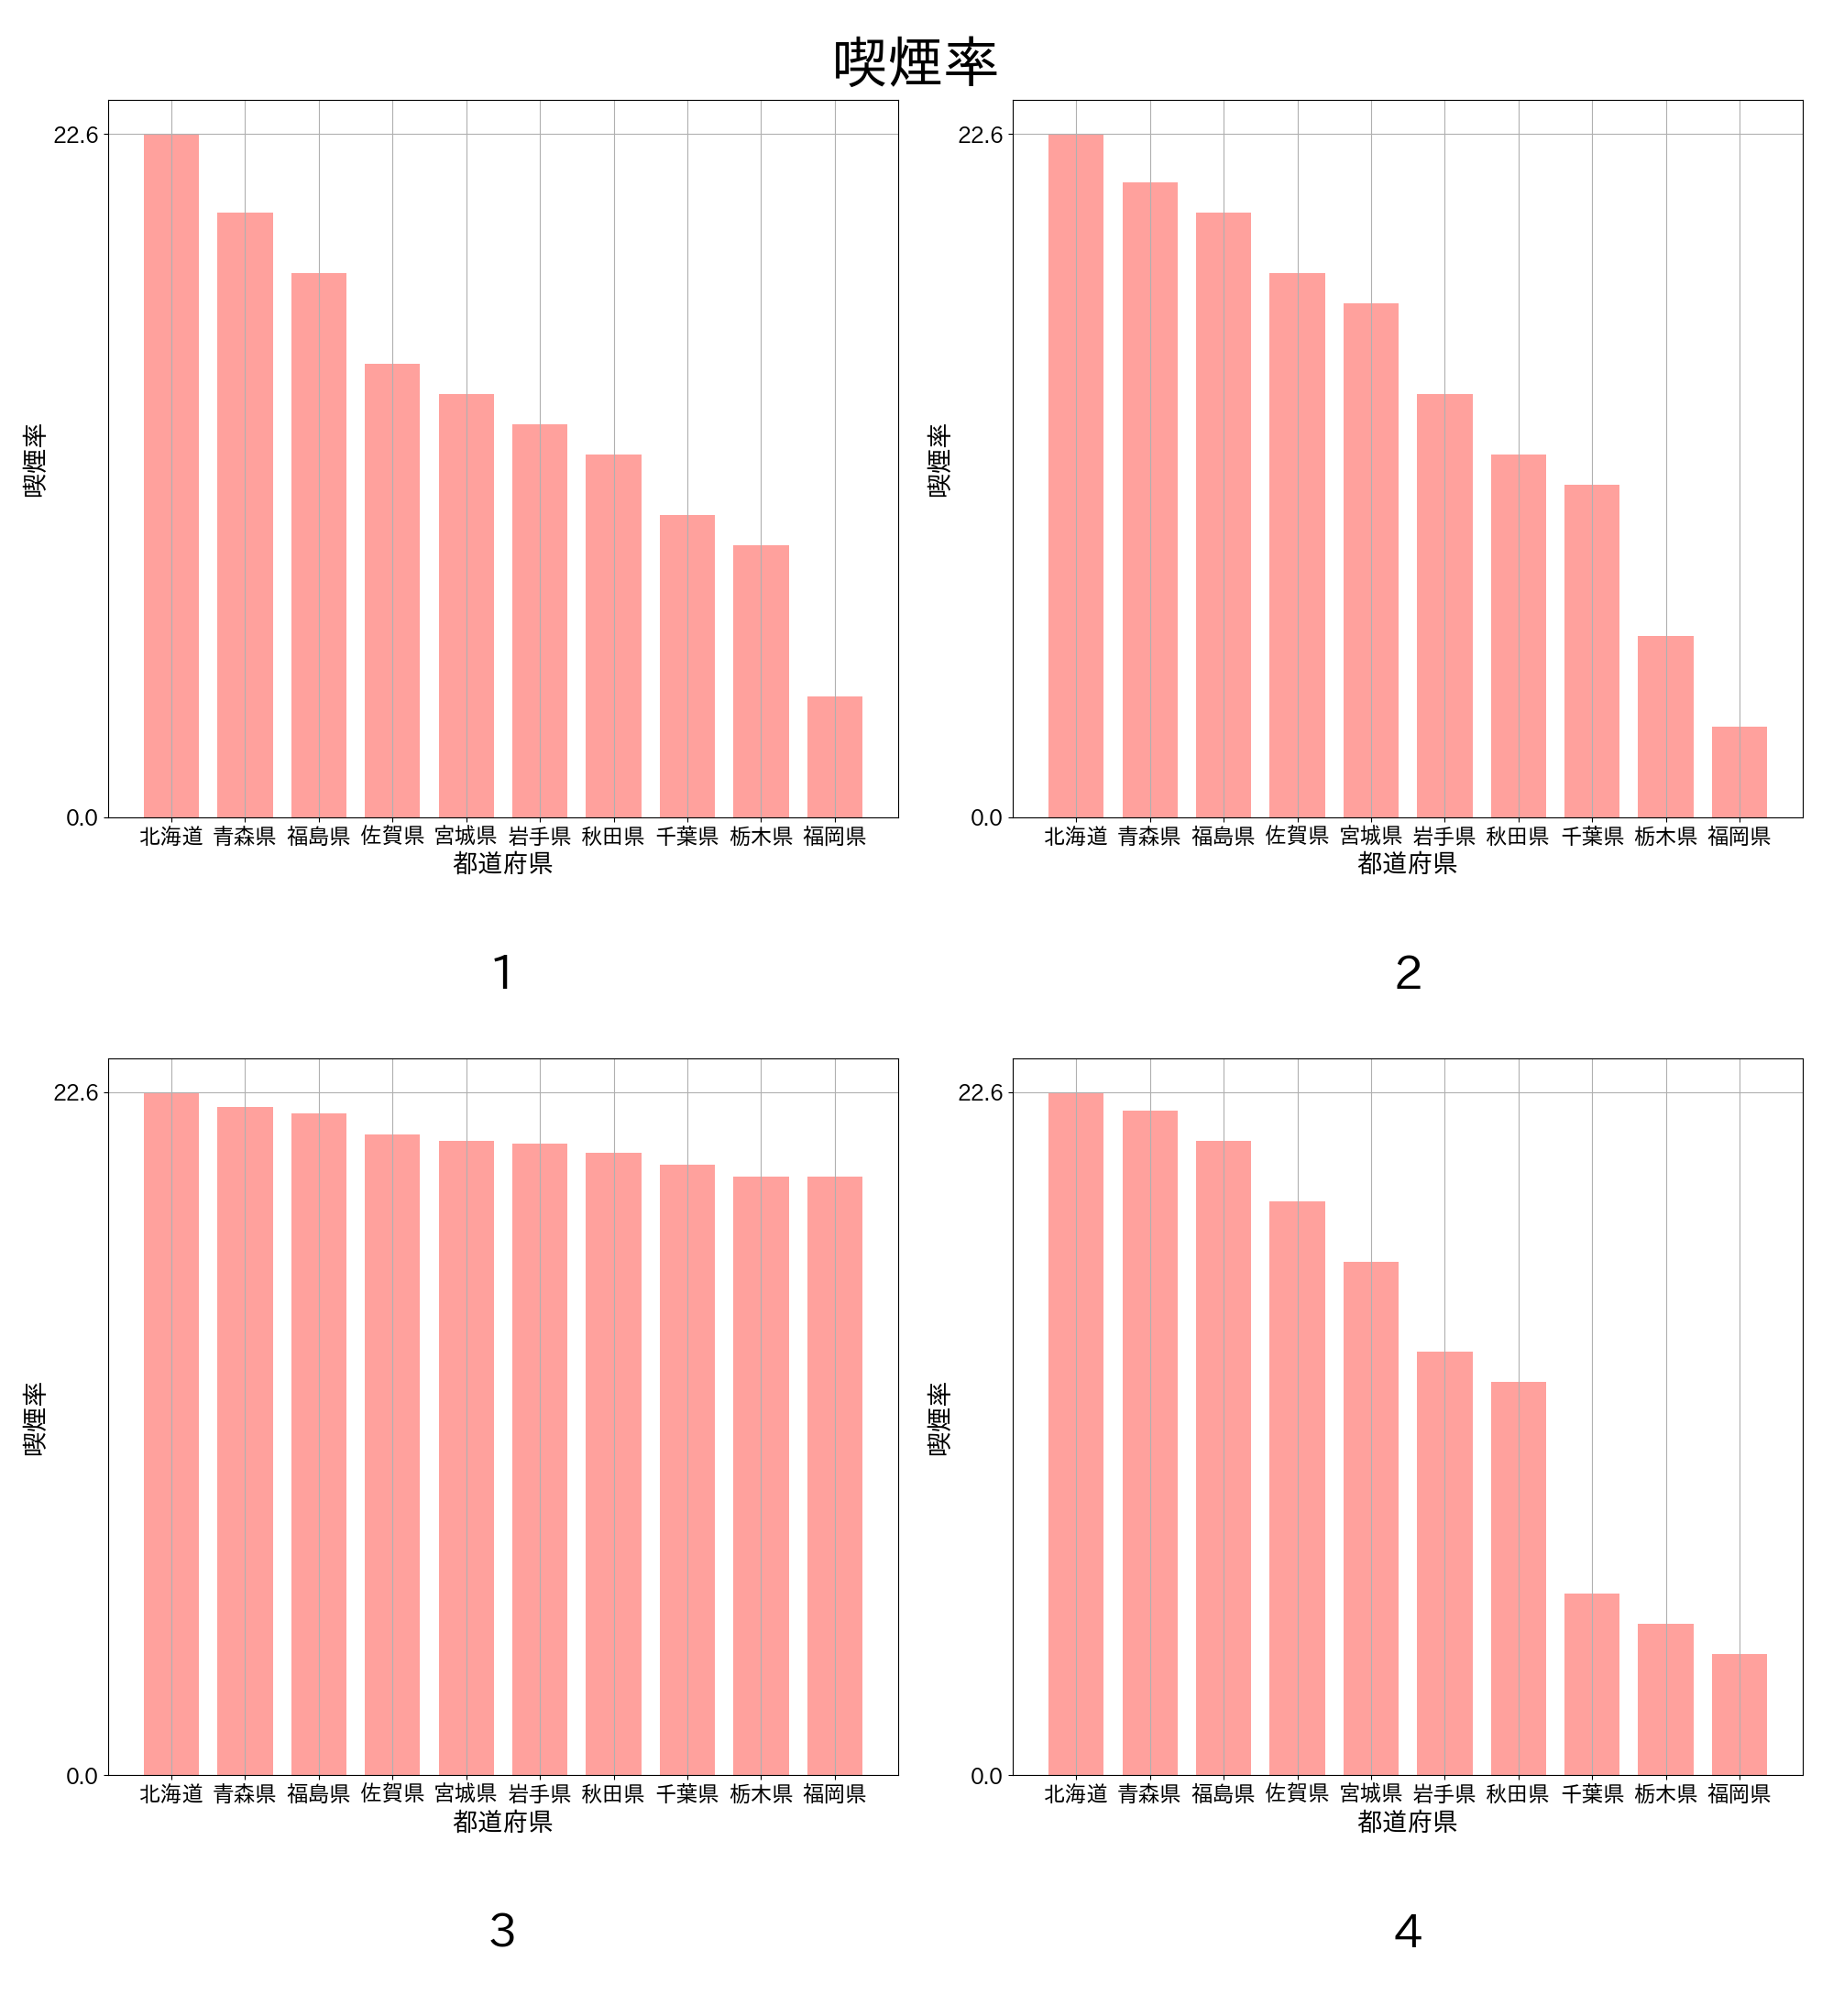 喫煙率
22.6
喫煙率
0.0
北海道 青森県 福島県 佐賀県 宮城県 岩手県 秋田県 千葉県 栃木県 福岡県
都道府県
1
22.6
喫煙率
0.0
北海道 青森県 福島県 佐賀県 宮城県 岩手県 秋田県 千葉県 栃木県 福岡県
都道府県
2
22.6
喫煙率
0.0
北海道 青森県 福島県 佐賀県 宮城県 岩手県 秋田県 千葉県 栃木県 福岡県
都道府県
3
22.6
喫煙率
0.0
北海道 青森県 福島県 佐賀県 宮城県 岩手県 秋田県 千葉県 栃木県 福岡県
都道府県
4